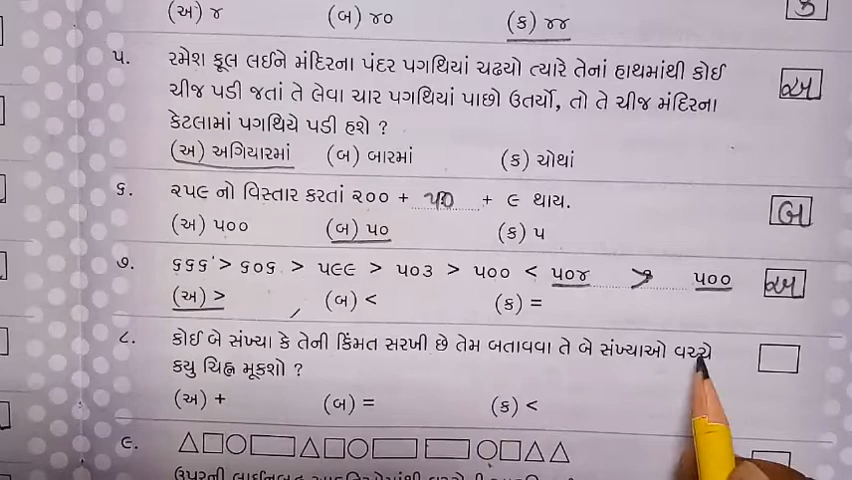 (અ) ૪ (બ) ૪૦ (ક) ૪૪ ક
૫. રમેશ ફૂલ લઈને મંદિરના પંદર પગથિયાં ચઢયો ત્યારે તેનાં હાથમાંથી કોઈ
ચીજ પડી જતાં તે લેવા ચાર પગથિયાં પાછો ઉતર્યો, તો તે ચીજ મંદિરના
કેટલામાં પગથિયે પડી હશે ? અ
(અ) અગિયારમાં (બ) બારમાં (ક) ચોથાં
૬. ૨૫૯ નો વિસ્તાર કરતાં ૨૦૦ + ૫૦ + ૯ થાય. બ
(અ) ૫૦૦ (બ) ૫૦ (ક) ૫
૭. ૬૬૬ > ૬૦૬ > ૫૯૯ > ૫૦૩ > ૫૦૦ < ૫૦૪ > ૫૦૦ અ
(અ) > (બ) < (ક) =
૮. કોઈ બે સંખ્યા કે તેની કિંમત સરખી છે તેમ બતાવવા તે બે સંખ્યાઓ વચ્ચે
કયુ ચિહ્ન મૂકશો ?
(અ) + (બ) = (ક) <
૯.
ઉપરની